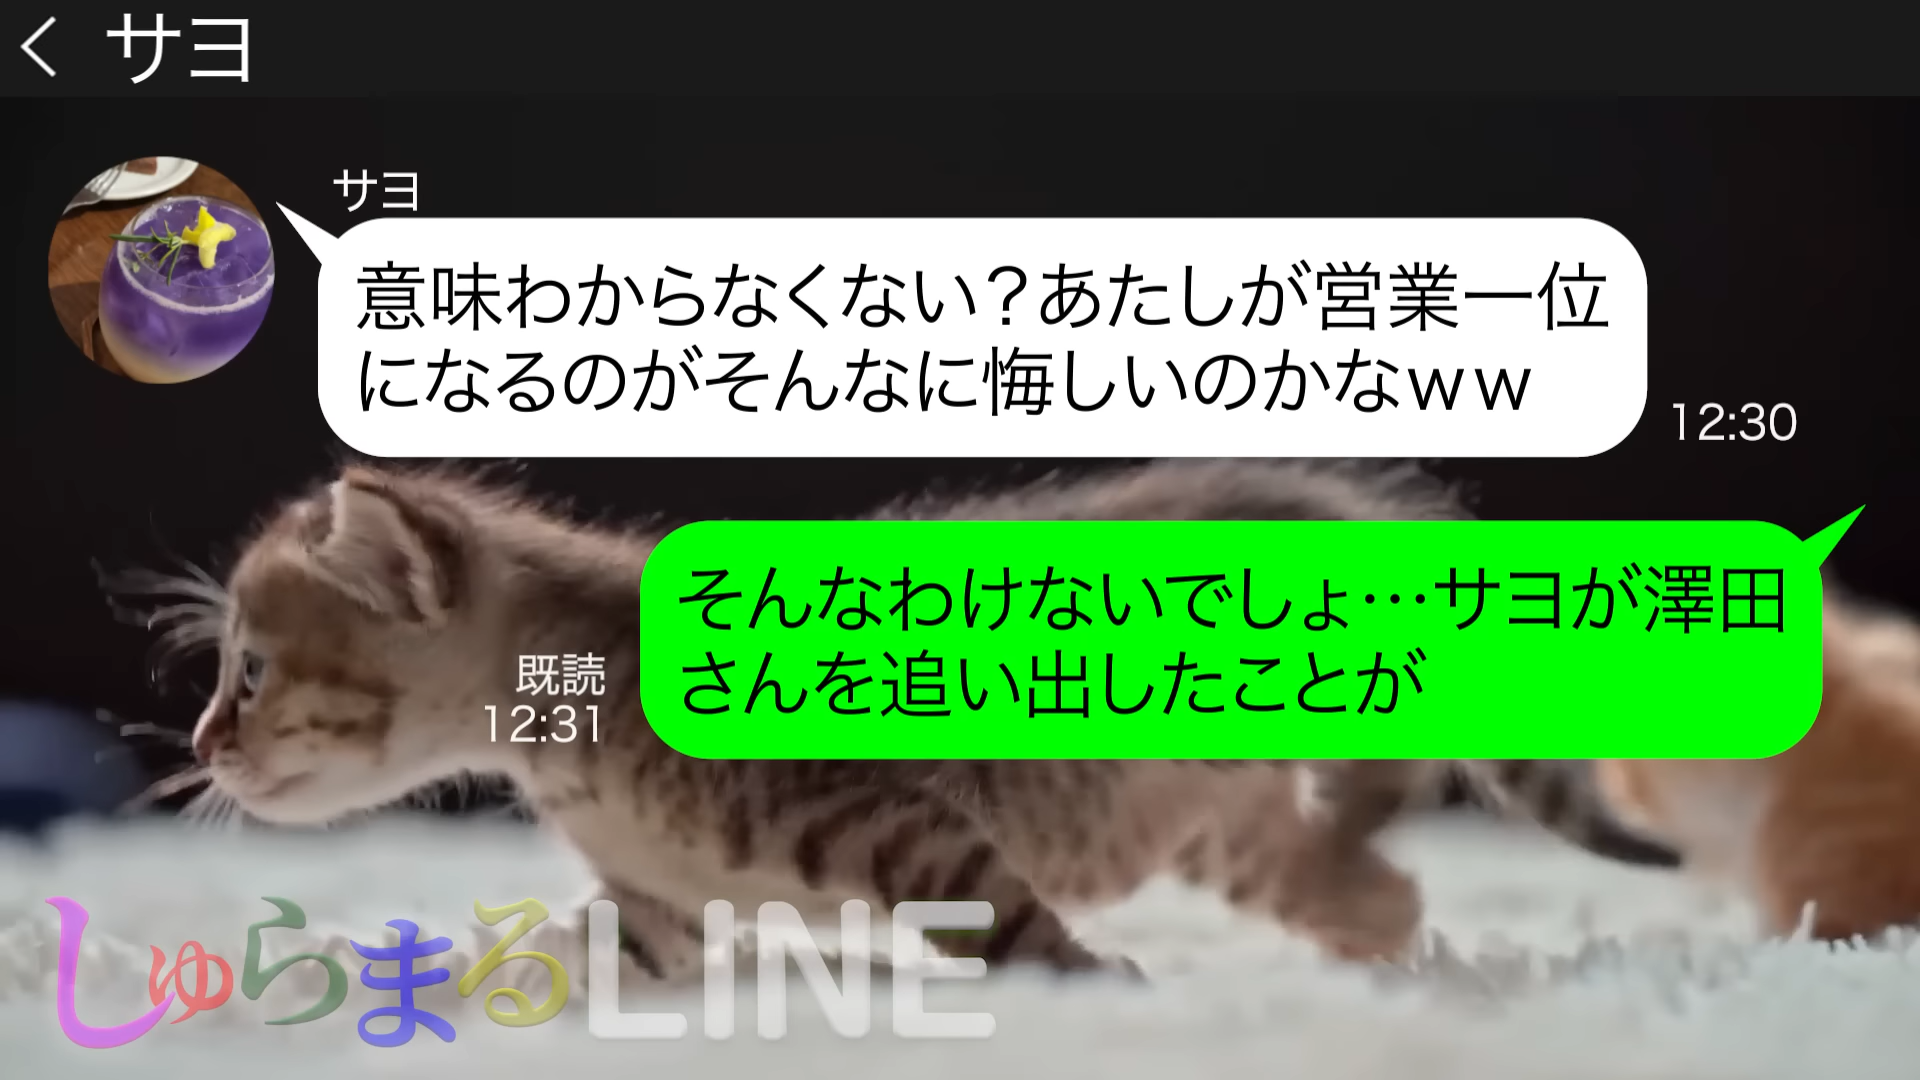 サヨ
サヨ
意味わからなくない？あたしが営業一位
になるのがそんなに悔しいのかなｗｗ
12:30
そんなわけないでしょ…サヨが澤田
さんを追い出したことが
既読
12:31
しゅらまるLINE